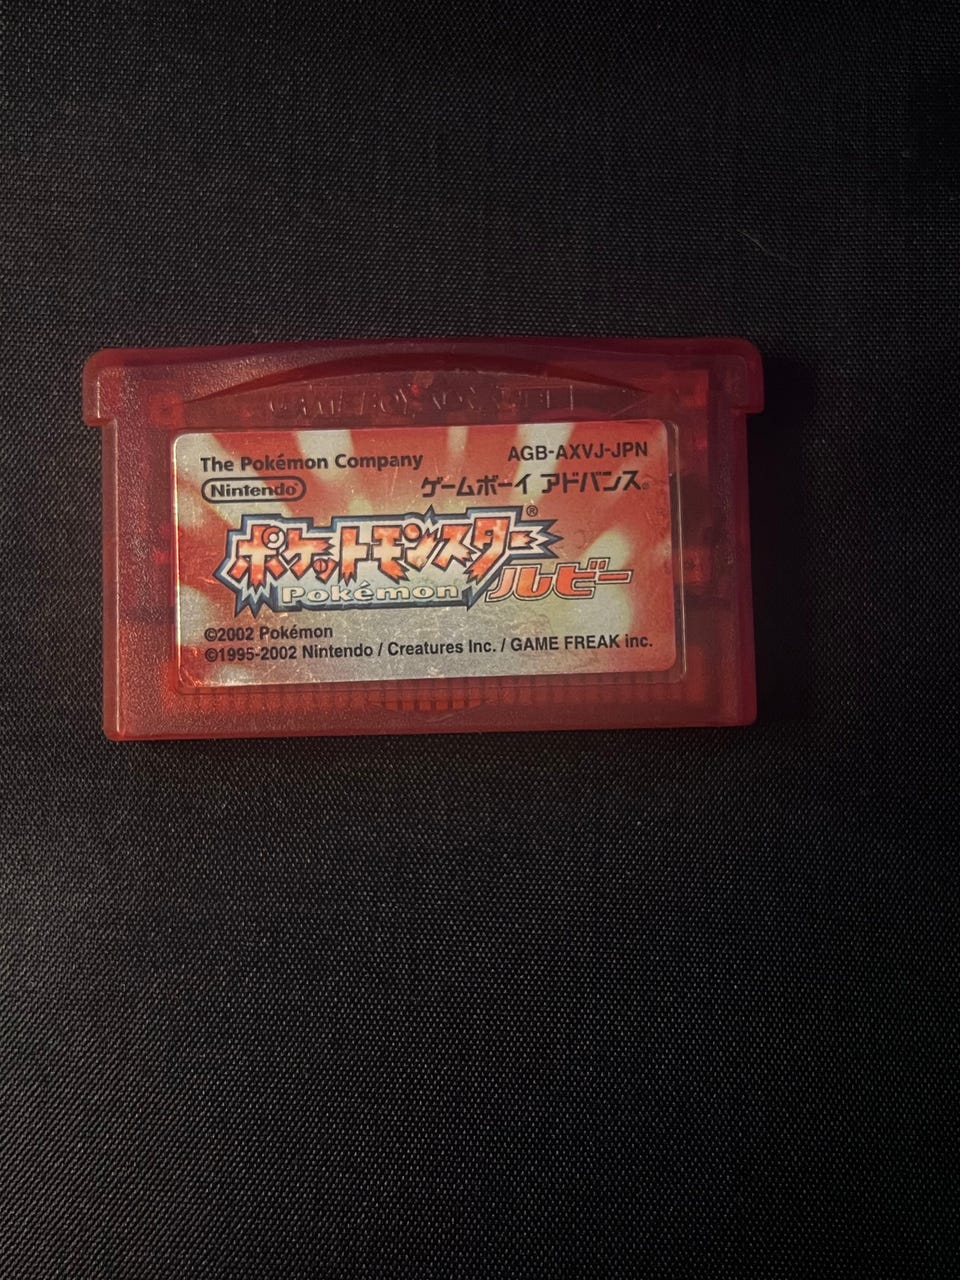 GAME BOY ADVANCE
The Pokémon Company
AGB-AXVJ-JPN
Nintendo®
ゲームボーイ アドバンス®
ポケットモンスター®
Pokémon
ルビー
©2002 Pokémon
©1995-2002 Nintendo / Creatures Inc. / GAME FREAK inc.